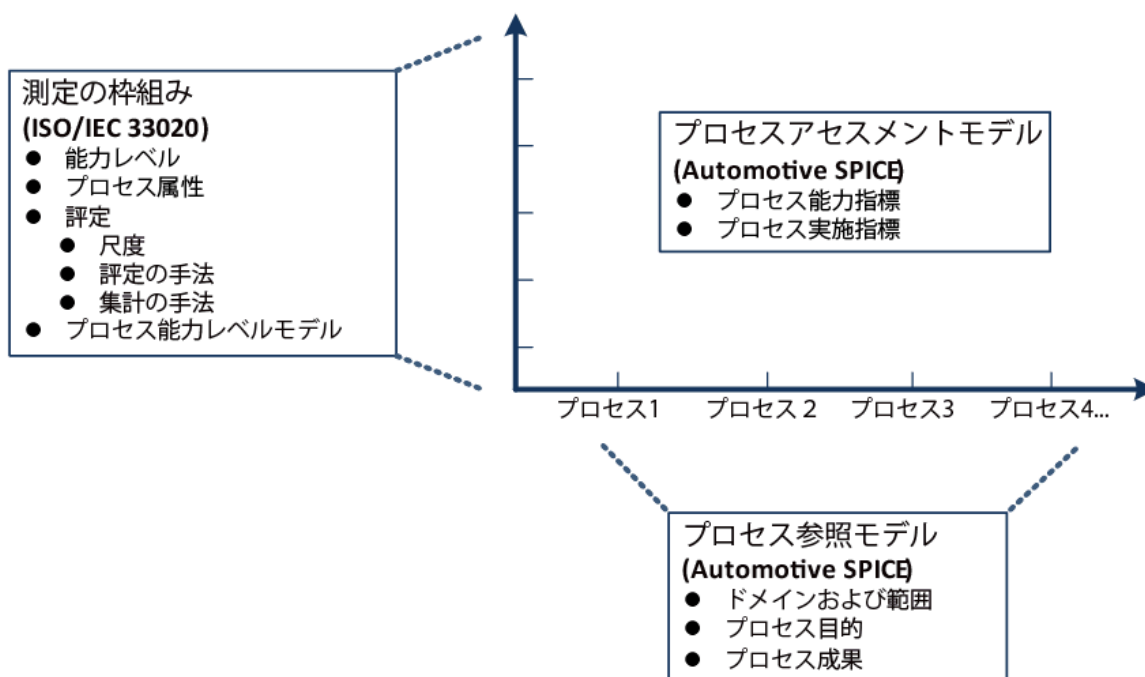 測定の枠組み
(ISO/IEC 33020)
● 能力レベル
● プロセス属性
● 評定
● 尺度
● 評定の手法
● 集計の手法
● プロセス能力レベルモデル
プロセスアセスメントモデル
(Automotive SPICE)
● プロセス能力指標
● プロセス実施指標
プロセス1 プロセス 2 プロセス3 プロセス4...
プロセス参照モデル
(Automotive SPICE)
● ドメインおよび範囲
● プロセス目的
● プロセス成果